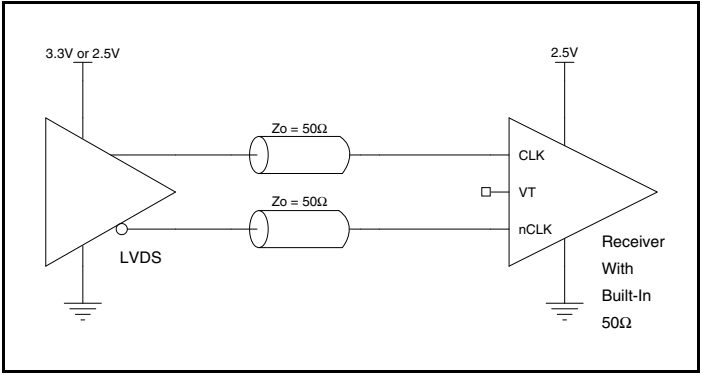 3.3V or 2.5V
2.5V
Zo = 50Ω
CLK
VT
Zo = 50Ω
nCLK
LVDS
Receiver
With
Built-In
50Ω